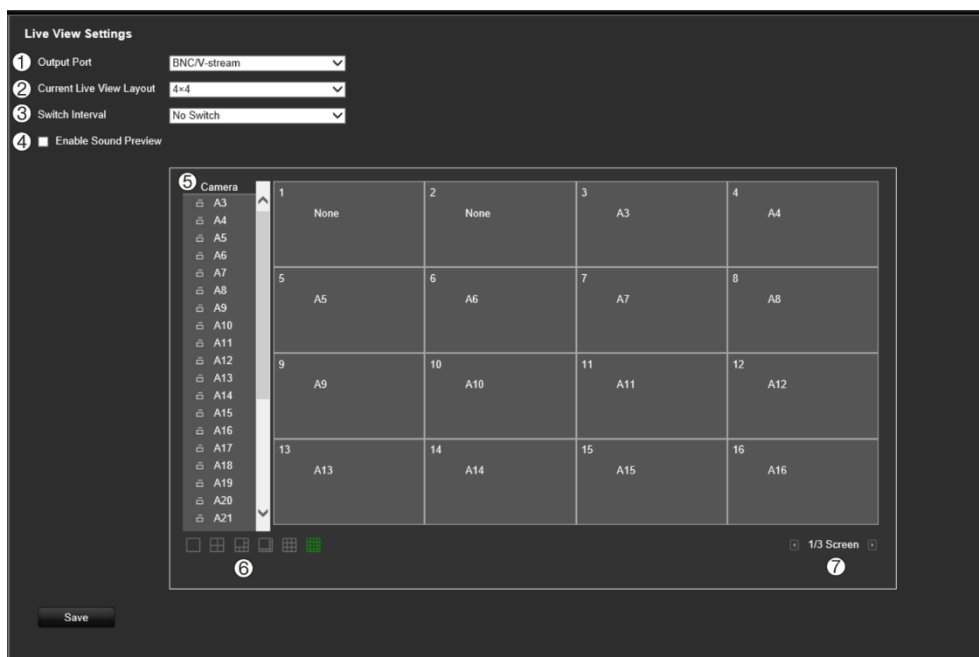 Live View Settings
1 Output Port BNC/V-stream
2 Current Live View Layout 4×4
3 Switch Interval No Switch
4 Enable Sound Preview
5 Camera
A3
A4
A5
A6
A7
A8
A9
A10
A11
A12
A13
A14
A15
A16
A17
A18
A19
A20
A21
1 None
2 None
3 A3
4 A4
5 A5
6 A6
7 A7
8 A8
9 A9
10 A10
11 A11
12 A12
13 A13
14 A14
15 A15
16 A16
1/3 Screen
6
7
Save